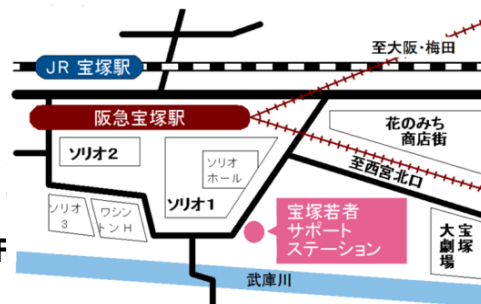 至大阪・梅田
JR 宝塚駅
阪急宝塚駅
花のみち
商店街
ソリオ2
ソリオ
ホール
至西宮北口
ソリオ1
ソリオ
3
ワシン
トンH
宝塚若者
サポート
ステーション
宝塚
大劇場
武庫川